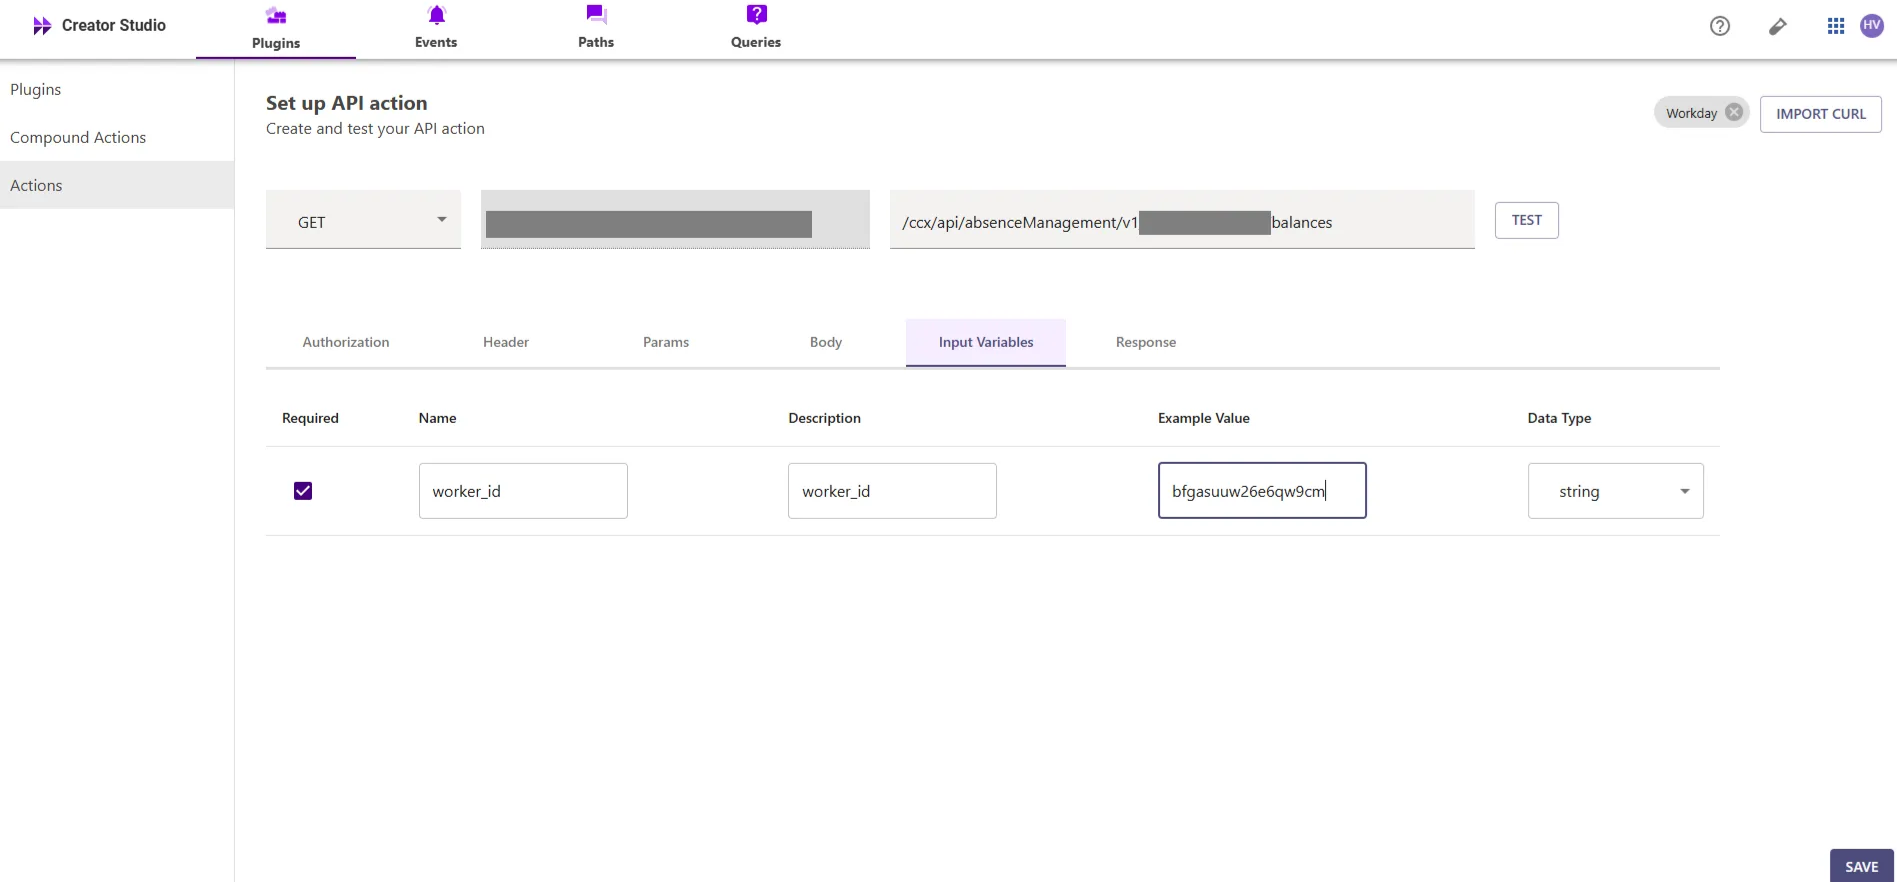 Creator Studio
Plugins
Events
Paths
Queries
HV
Plugins
Compound Actions
Actions
Set up API action
Create and test your API action
Workday
IMPORT CURL
GET
/ccx/api/absenceManagement/v1
balances
TEST
Authorization
Header
Params
Body
Input Variables
Response
Required
Name
Description
Example Value
Data Type
worker_id
worker_id
bfgasuuw26e6qw9cm
string
SAVE